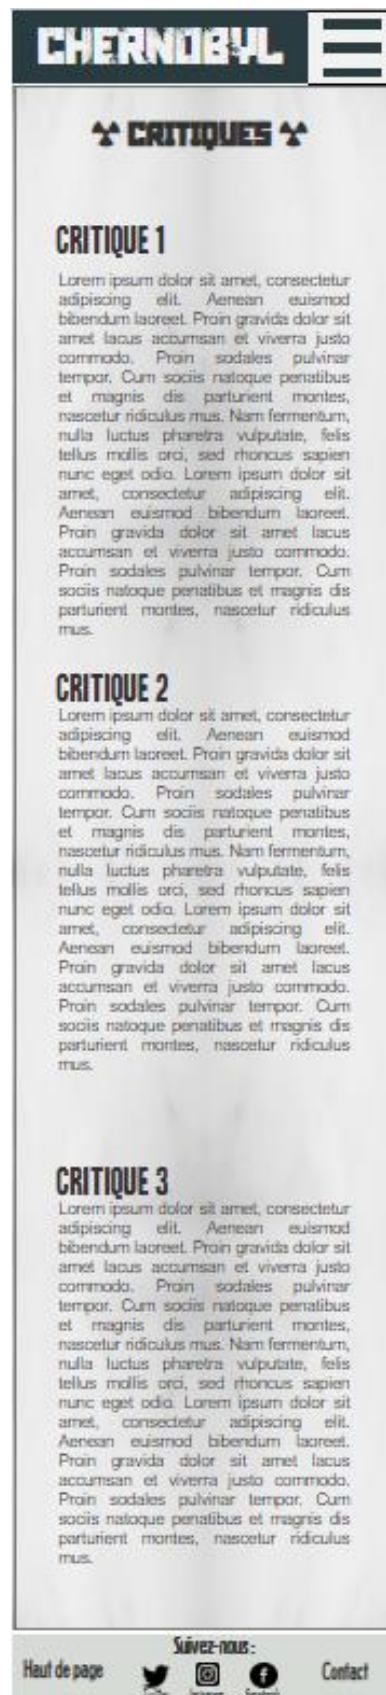 CHERNOBYL
CRITIQUES
CRITIQUE 1
Lorem ipsum dolor sit amet, consectetur
adipiscing elit. Aenean euismod
bibendum laoreet. Proin gravida dolor sit
amet lacus accumsan et viverra justo
commodo. Proin sodales pulvinar
tempor. Cum sociis natoque penatibus
et magnis dis parturient montes,
nascetur ridiculus mus. Nam fermentum,
nulla luctus pharetra vulputate, felis
tellus mollis orci, sed rhoncus sapien
nunc eget odio. Lorem ipsum dolor sit
amet, consectetur adipiscing elit.
Aenean euismod bibendum laoreet.
Proin gravida dolor sit amet lacus
accumsan et viverra justo commodo.
Proin sodales pulvinar tempor. Cum
sociis natoque penatibus et magnis dis
parturient montes, nascetur ridiculus
mus.
CRITIQUE 2
Lorem ipsum dolor sit amet, consectetur
adipiscing elit. Aenean euismod
bibendum laoreet. Proin gravida dolor sit
amet lacus accumsan et viverra justo
commodo. Proin sodales pulvinar
tempor. Cum sociis natoque penatibus
et magnis dis parturient montes,
nascetur ridiculus mus. Nam fermentum,
nulla luctus pharetra vulputate, felis
tellus mollis orci, sed rhoncus sapien
nunc eget odio. Lorem ipsum dolor sit
amet, consectetur adipiscing elit.
Aenean euismod bibendum laoreet.
Proin gravida dolor sit amet lacus
accumsan et viverra justo commodo.
Proin sodales pulvinar tempor. Cum
sociis natoque penatibus et magnis dis
parturient montes, nascetur ridiculus
mus.
CRITIQUE 3
Lorem ipsum dolor sit amet, consectetur
adipiscing elit. Aenean euismod
bibendum laoreet. Proin gravida dolor sit
amet lacus accumsan et viverra justo
commodo. Proin sodales pulvinar
tempor. Cum sociis natoque penatibus
et magnis dis parturient montes,
nascetur ridiculus mus. Nam fermentum,
nulla luctus pharetra vulputate, felis
tellus mollis orci, sed rhoncus sapien
nunc eget odio. Lorem ipsum dolor sit
amet, consectetur adipiscing elit.
Aenean euismod bibendum laoreet.
Proin gravida dolor sit amet lacus
accumsan et viverra justo commodo.
Proin sodales pulvinar tempor. Cum
sociis natoque penatibus et magnis dis
parturient montes, nascetur ridiculus
mus.
Suivez-nous :
Haut de page
Contact